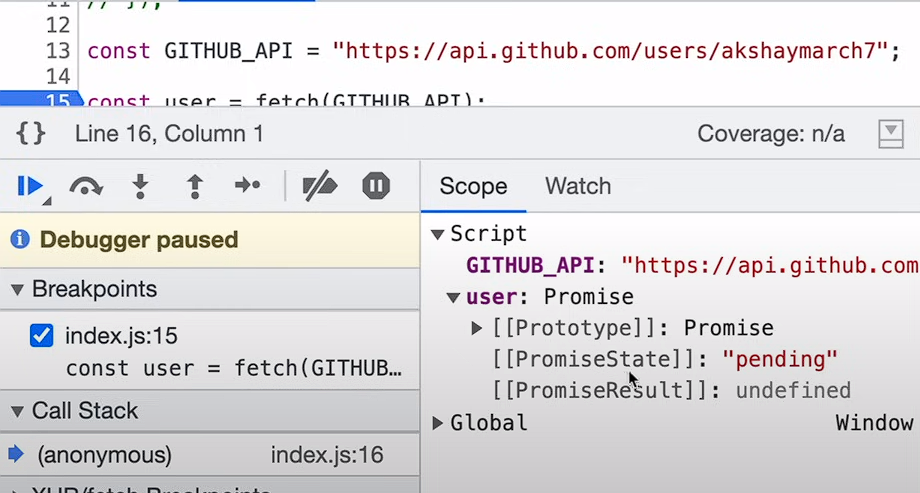 11 // });
12
13 const GITHUB_API = "https://api.github.com/users/akshaymarch7";
14
15 const user = fetch(GITHUB_API);
{} Line 16, Column 1 Coverage: n/a
Scope Watch
Debugger paused
Script
GITHUB_API: "https://api.github.com
Breakpoints
user: Promise
[[Prototype]]: Promise
index.js:15
const user = fetch(GITHUB…
[[PromiseState]]: "pending"
[[PromiseResult]]: undefined
Call Stack
Global Window
(anonymous) index.js:16
XHR/fetch Breakpoints